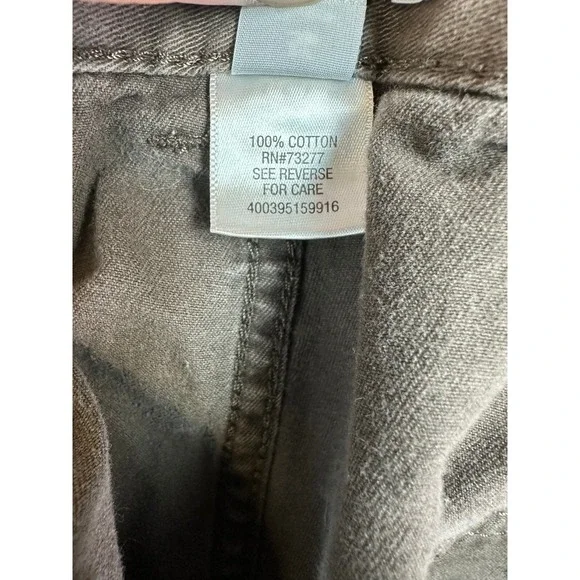 100% COTTON
RN#73277
SEE REVERSE
FOR CARE
400395159916